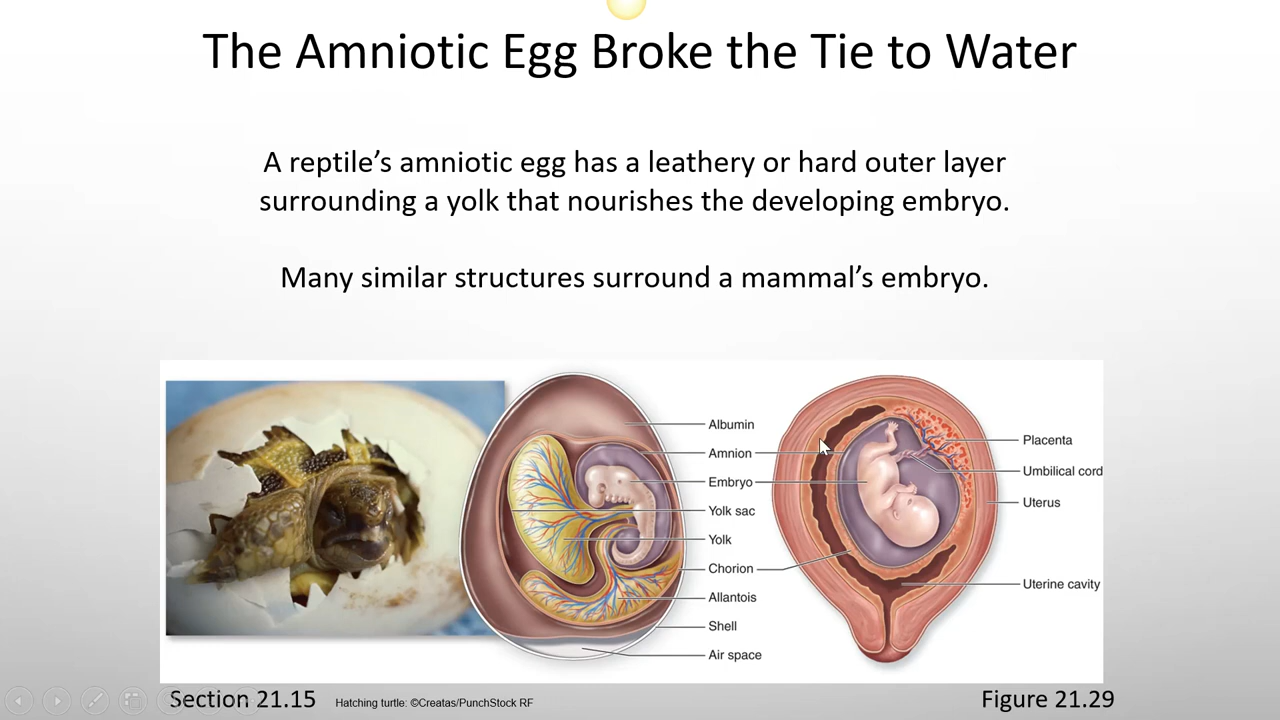 The Amniotic Egg Broke the Tie to Water
A reptile’s amniotic egg has a leathery or hard outer layer
surrounding a yolk that nourishes the developing embryo.
Many similar structures surround a mammal’s embryo.
Albumin
Amnion
Embryo
Yolk sac
Yolk
Chorion
Allantois
Shell
Air space
Placenta
Umbilical cord
Uterus
Uterine cavity
Section 21.15
Hatching turtle: ©Creatas/PunchStock RF
Figure 21.29